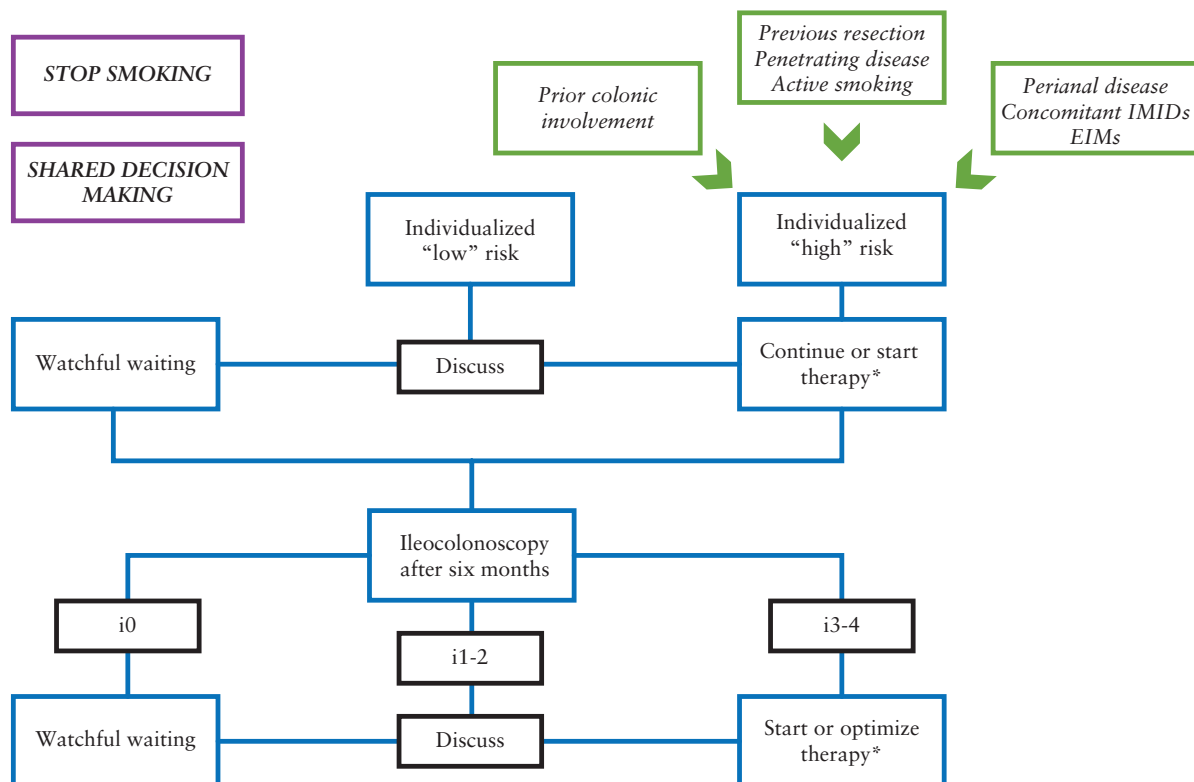 STOP SMOKING
SHARED DECISION
MAKING
Prior colonic
involvement
Previous resection
Penetrating disease
Active smoking
Perianal disease
Concomitant IMIDs
EIMs
Individualized
“low” risk
Individualized
“high” risk
Watchful waiting
Discuss
Continue or start
therapy*
Ileocolonoscopy
after six months
i0
i1-2
i3-4
Watchful waiting
Discuss
Start or optimize
therapy*